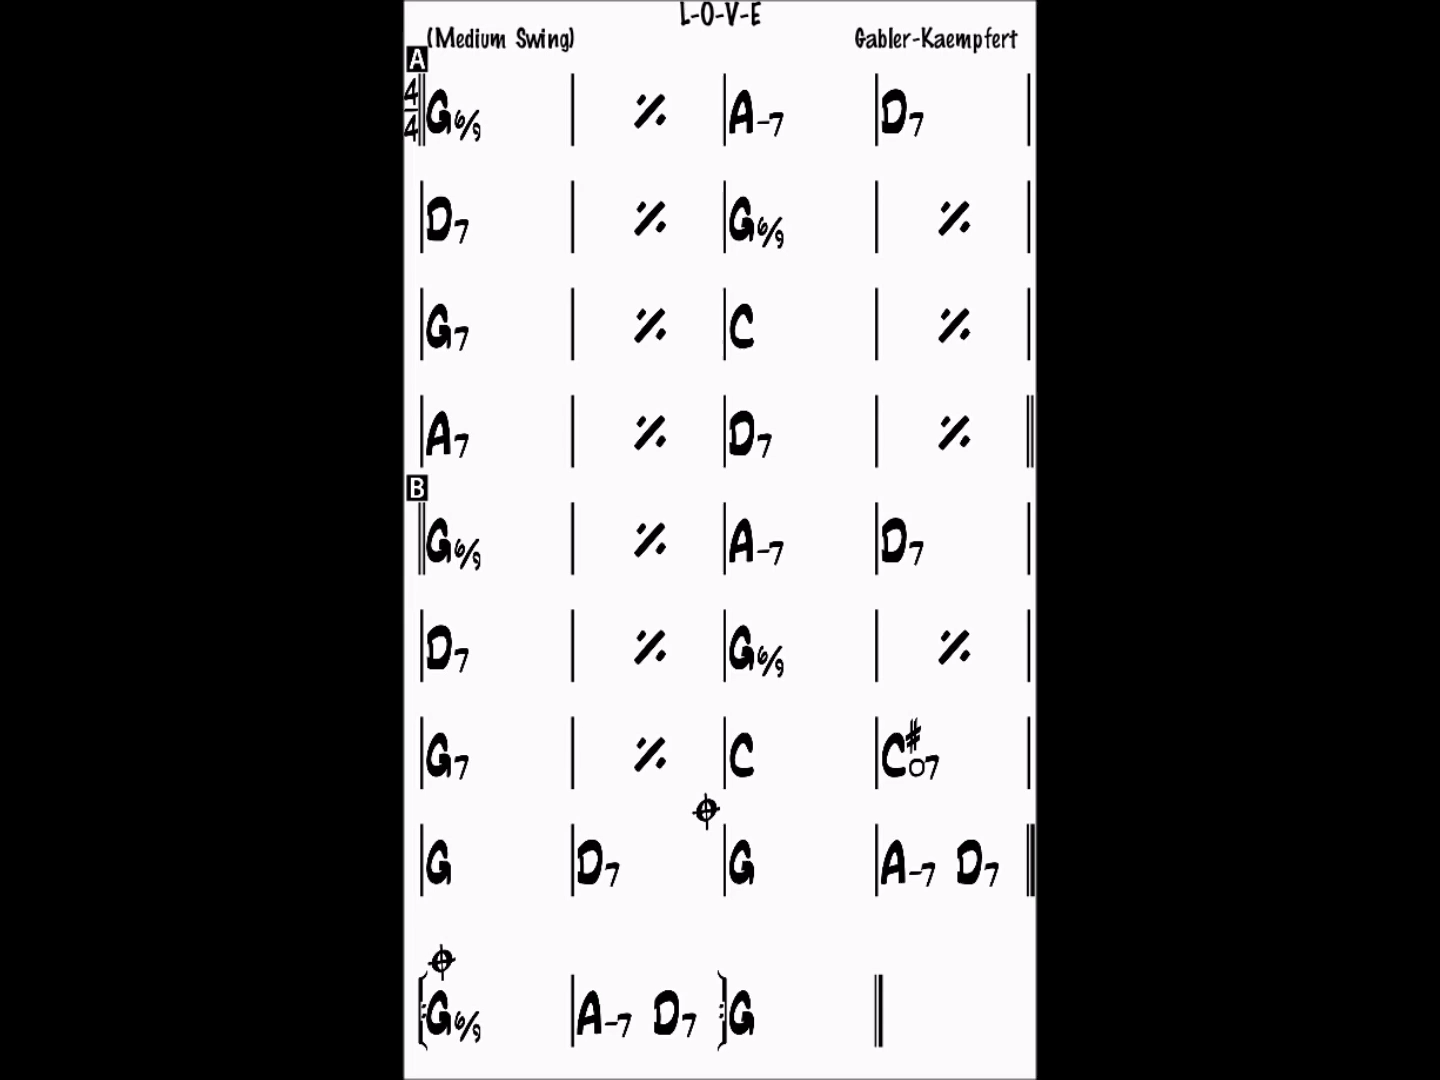 L-O-V-E
(Medium Swing) Gabler-Kaempfert
A
4/4 G6/9 | % | A-7 | D7 |
| D7 | % | G6/9 | % |
| G7 | % | C | % |
| A7 | % | D7 | % ||
B
|| G6/9 | % | A-7 | D7 |
| D7 | % | G6/9 | % |
| G7 | % | C | C#o7 |
| G | D7 | G | A-7 D7 ||
|: G6/9 | A-7 D7 :| G ||